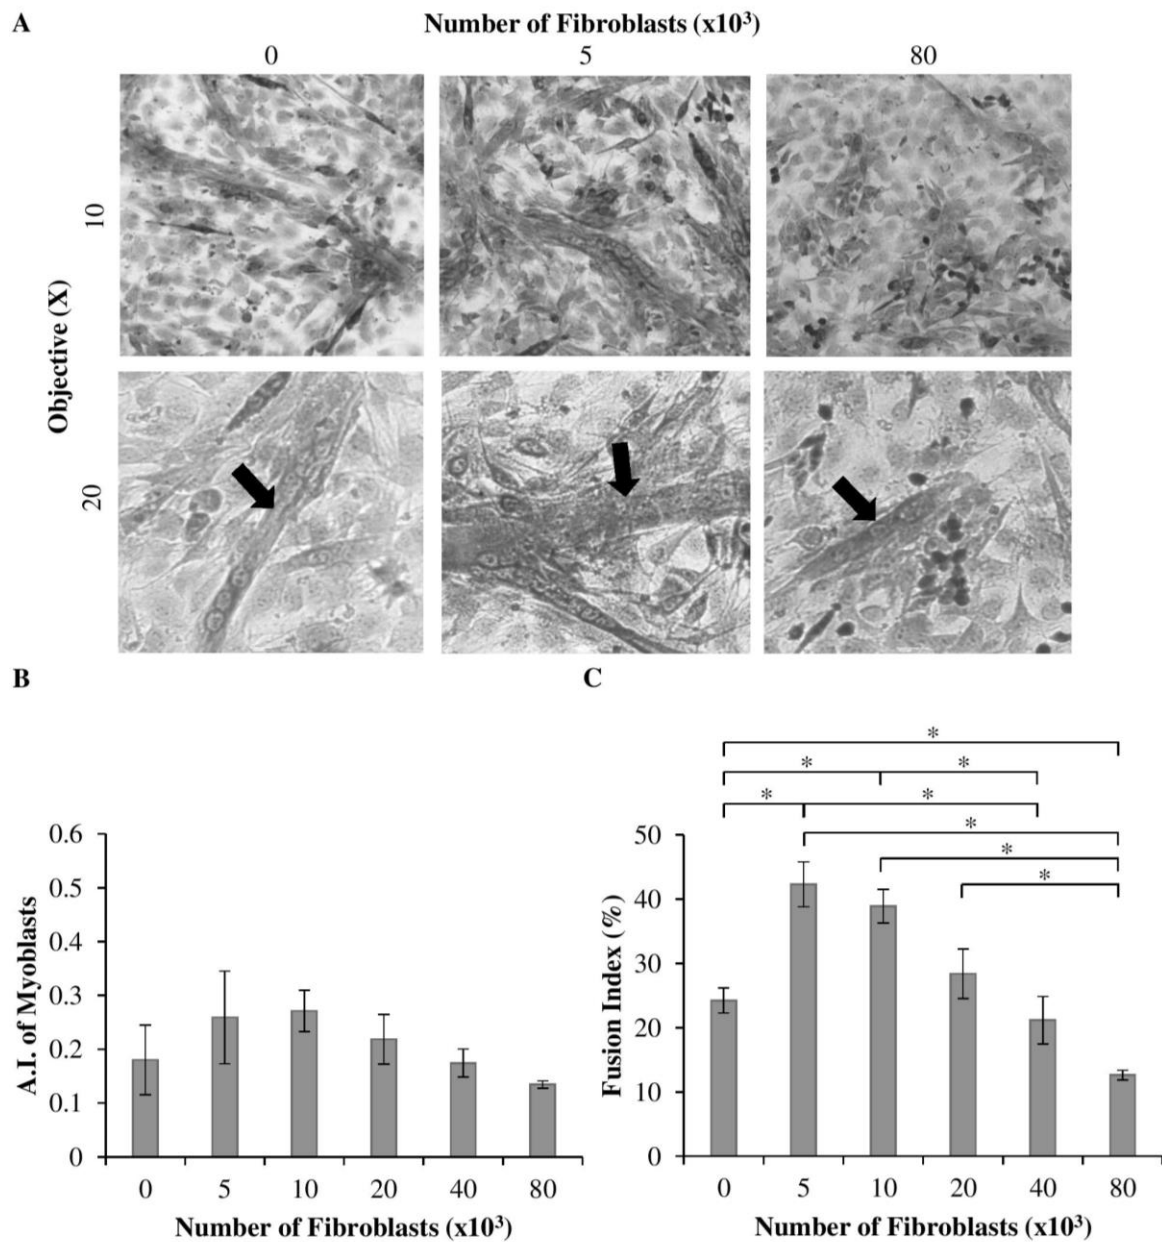 A
Number of Fibroblasts (x10³)
0 5 80
Objective (X)
10
20
B
C
A.I. of Myoblasts
0.6
0.5
0.4
0.3
0.2
0.1
0
0 5 10 20 40 80
Number of Fibroblasts (x10³)
*
* *
* *
*
*
*
Fusion Index (%)
50
40
30
20
10
0
0 5 10 20 40 80
Number of Fibroblasts (x10³)